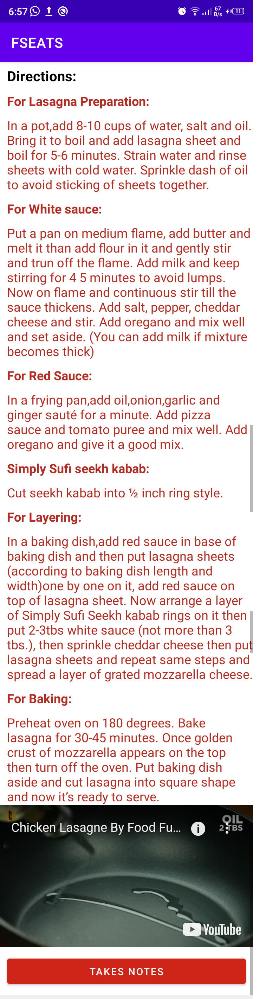 6:57
67
B/s
11
FSEATS
Directions:
For Lasagna Preparation:
In a pot,add 8-10 cups of water, salt and oil.
Bring it to boil and add lasagna sheet and
boil for 5-6 minutes. Strain water and rinse
sheets with cold water. Sprinkle dash of oil
to avoid sticking of sheets together.
For White sauce:
Put a pan on medium flame, add butter and
melt it than add flour in it and gently stir
and trun off the flame. Add milk and keep
stirring for 4 5 minutes to avoid lumps.
Now on flame and continuous stir till the
sauce thickens. Add salt, pepper, cheddar
cheese and stir. Add oregano and mix well
and set aside. (You can add milk if mixture
becomes thick)
For Red Sauce:
In a frying pan,add oil,onion,garlic and
ginger sauté for a minute. Add pizza
sauce and tomato puree and mix well. Add
oregano and give it a good mix.
Simply Sufi seekh kabab:
Cut seekh kabab into ½ inch ring style.
For Layering:
In a baking dish,add red sauce in base of
baking dish and then put lasagna sheets
(according to baking dish length and
width)one by one on it, add red sauce on
top of lasagna sheet. Now arrange a layer
of Simply Sufi Seekh kabab rings on it then
put 2-3tbs white sauce (not more than 3
tbs.), then sprinkle cheddar cheese then put
lasagna sheets and repeat same steps and
spread a layer of grated mozzarella cheese.
For Baking:
Preheat oven on 180 degrees. Bake
lasagna for 30-45 minutes. Once golden
crust of mozzarella appears on the top
then turn off the oven. Put baking dish
aside and cut lasagna into square shape
and now it’s ready to serve.
Chicken Lasagne By Food Fu...
OIL
2 TBS
YouTube
TAKES NOTES